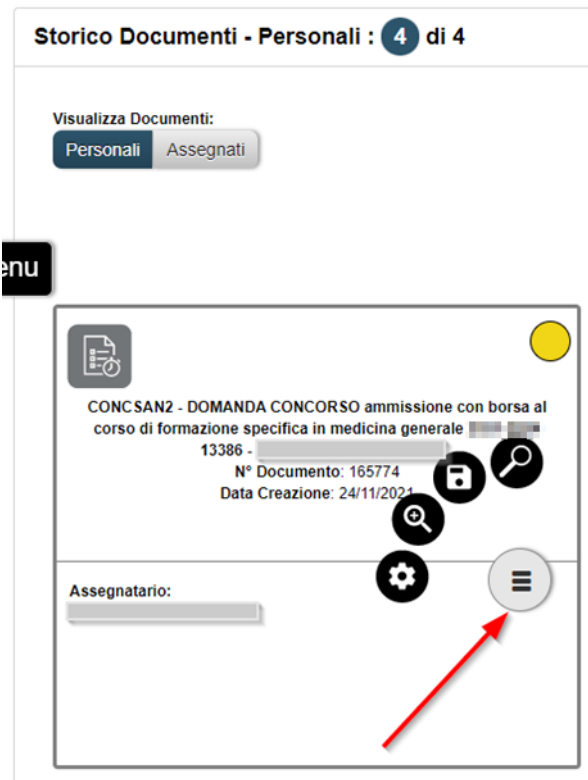 Storico Documenti - Personali : 4 di 4
Visualizza Documenti:
Personali Assegnati
enu
CONCSAN2 - DOMANDA CONCORSO ammissione con borsa al
corso di formazione specifica in medicina generale
13386 -
N° Documento: 165774
Data Creazione: 24/11/2021
Assegnatario: